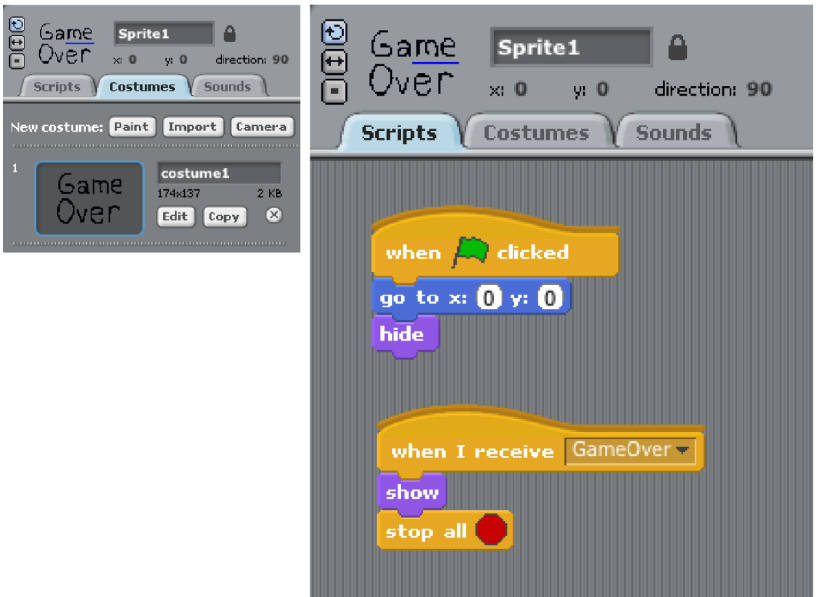 Game
Over
Sprite1
x: 0 y: 0 direction: 90
Scripts Costumes Sounds
New costume: Paint Import Camera
1
Game
Over
costume1
174x137 2 KB
Edit Copy
Game
Over
Sprite1
x: 0 y: 0 direction: 90
Scripts Costumes Sounds
when clicked
go to x: 0 y: 0
hide
when I receive GameOver
show
stop all